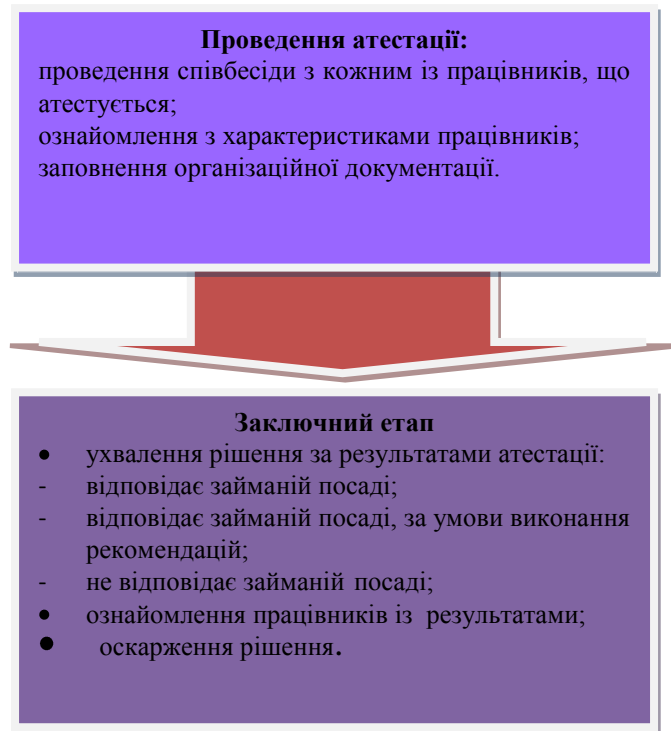 Проведення атестації:
проведення співбесіди з кожним із працівників, що
атестується;
ознайомлення з характеристиками працівників;
заповнення організаційної документації.
Заключний етап
• ухвалення рішення за результатами атестації:
- відповідає займаній посаді;
- відповідає займаній посаді, за умови виконання
рекомендацій;
- не відповідає займаній посаді;
• ознайомлення працівників із результатами;
• оскарження рішення.